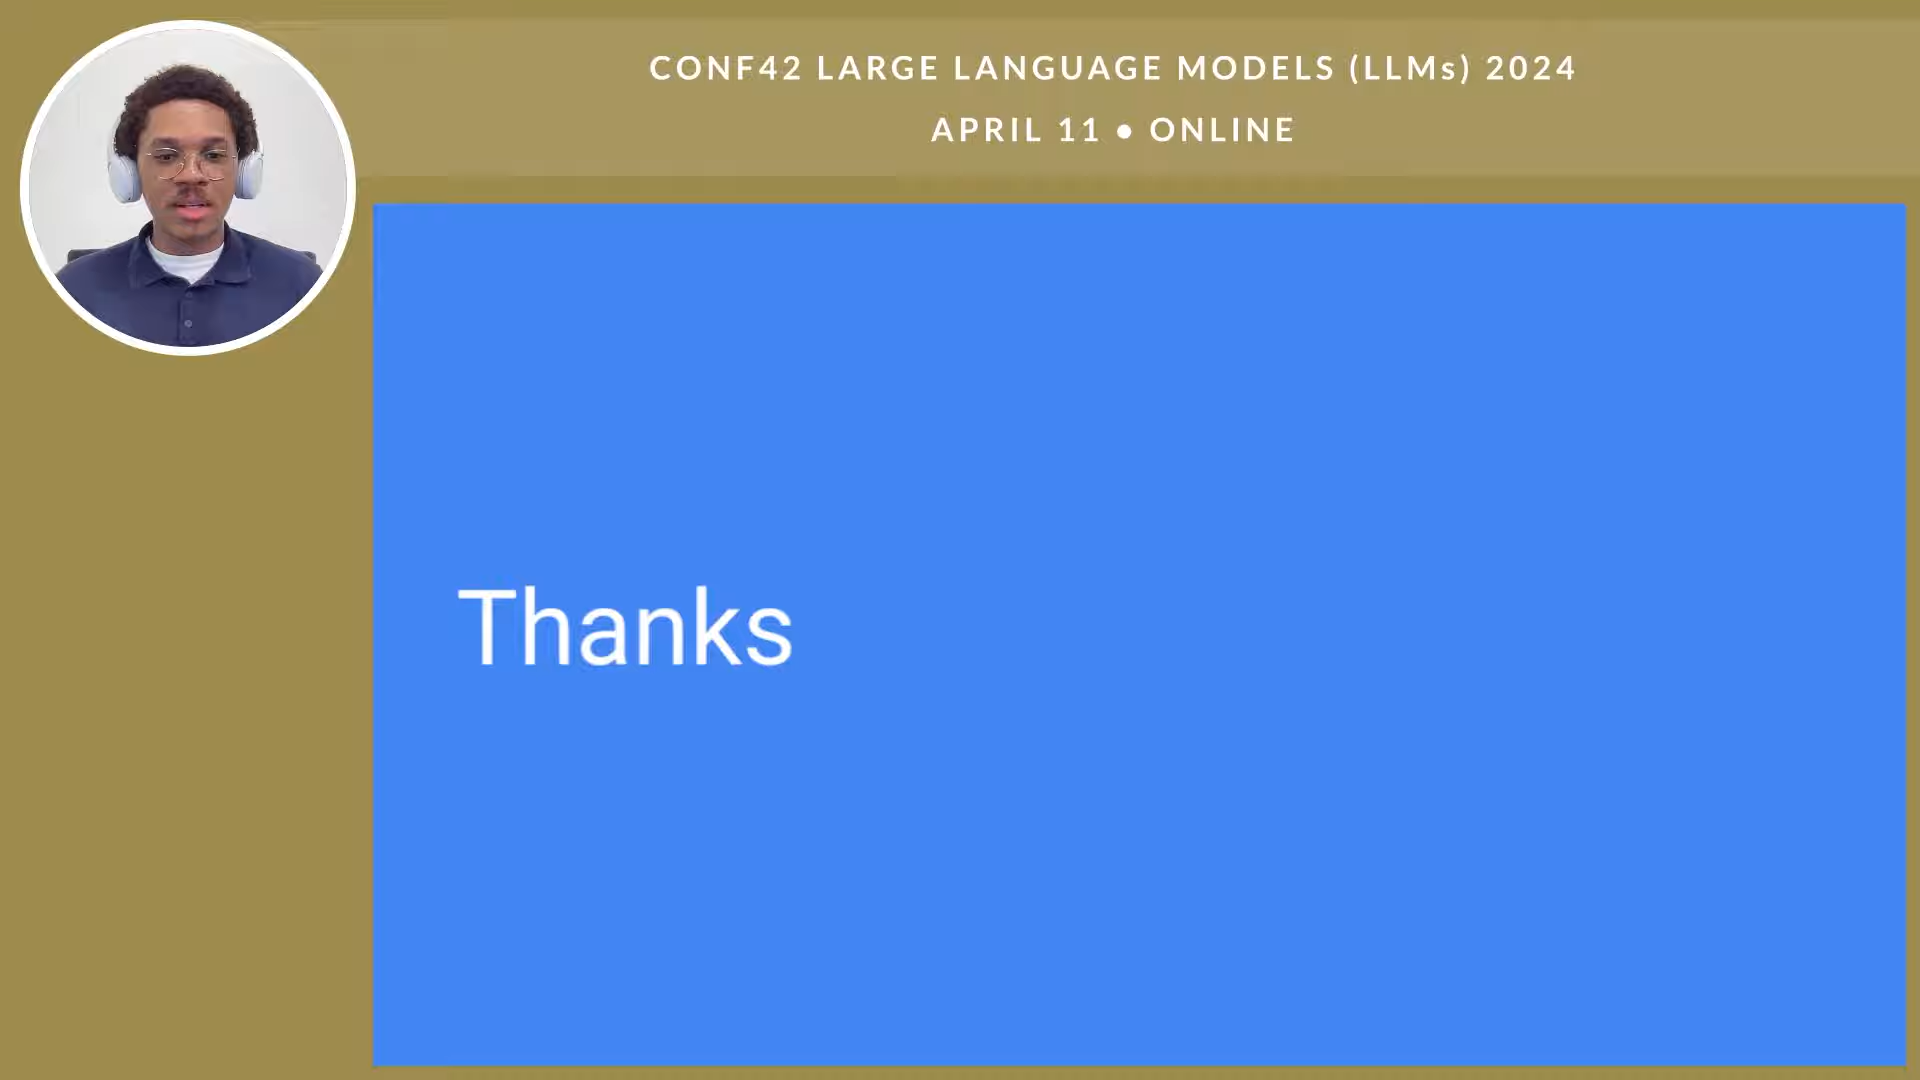 CONF42 LARGE LANGUAGE MODELS (LLMs) 2024
APRIL 11 • ONLINE
Thanks